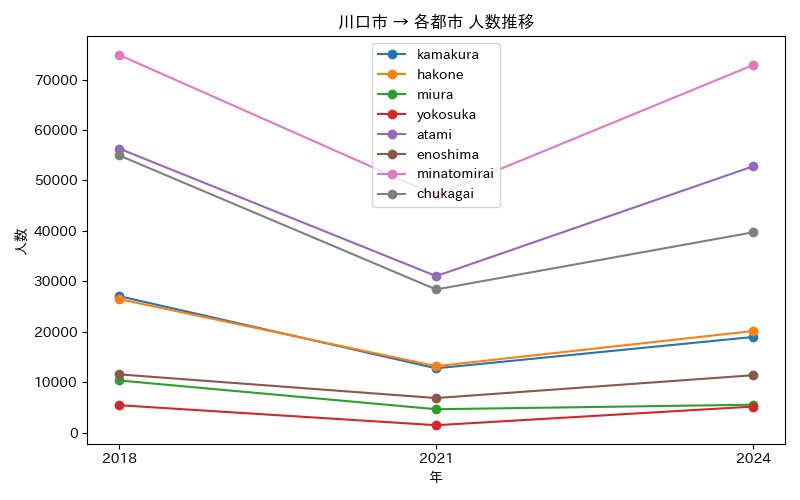 川口市 → 各都市 人数推移
kamakura
hakone
miura
yokosuka
atami
enoshima
minatomirai
chukagai
70000
60000
50000
40000
30000
20000
10000
0
人数
2018
2021
2024
年